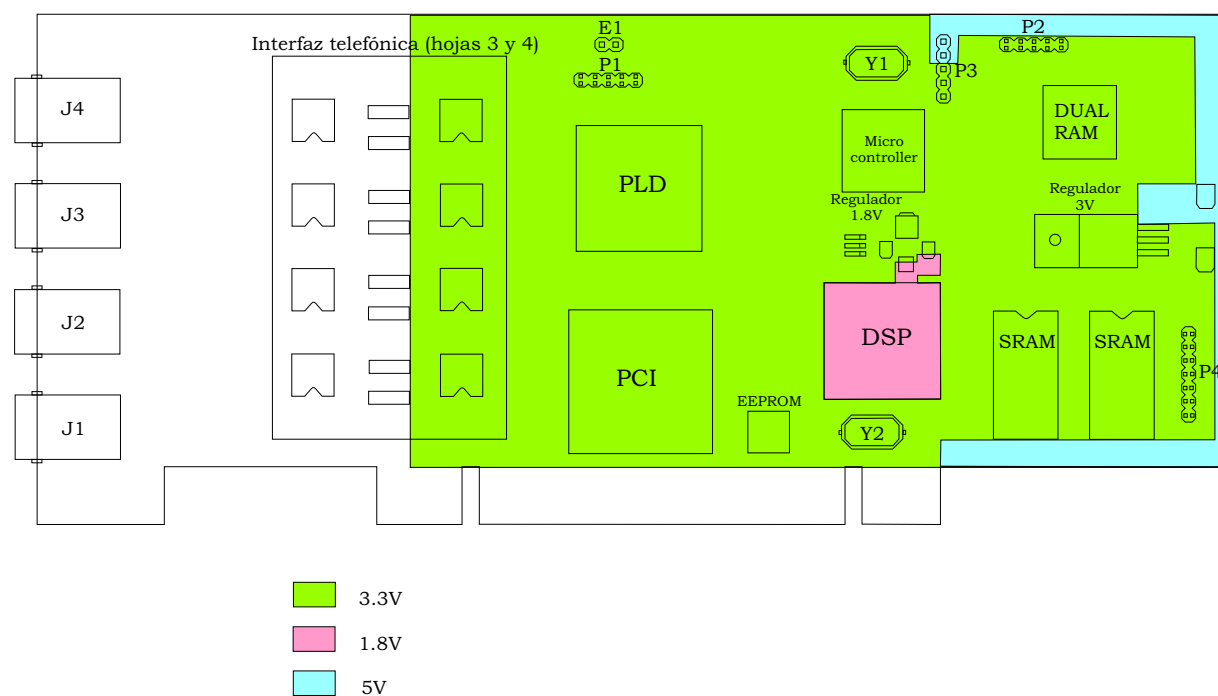 E1
P2
Interfaz telefónica (hojas 3 y 4)
P1
Y1
P3
J4
DUAL
RAM
Micro
controller
PLD
Regulador
1.8V
Regulador
3V
J3
J2
DSP
SRAM
SRAM
PCI
P4
EEPROM
J1
Y2
3.3V
1.8V
5V